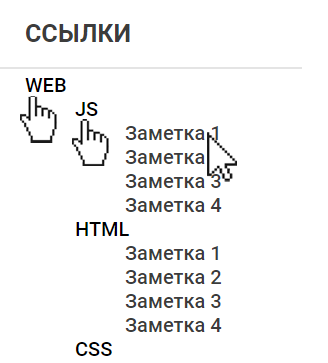 ССЫЛКИ
WEB
JS
Заметка 1
Заметка
Заметка 3
Заметка 4
HTML
Заметка 1
Заметка 2
Заметка 3
Заметка 4
CSS